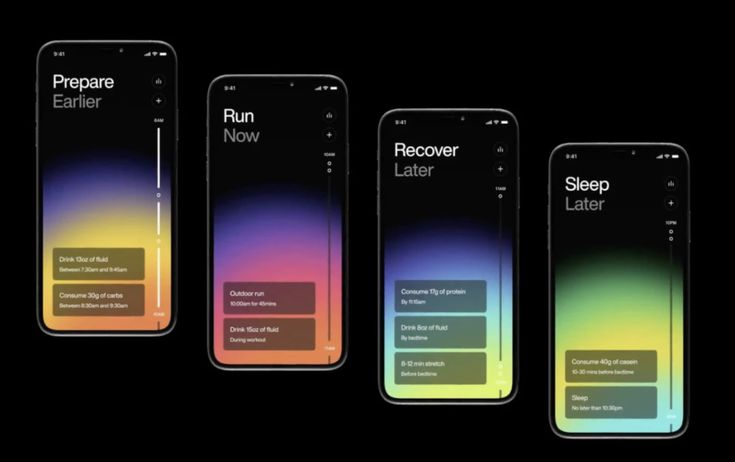 9:41
Prepare
Earlier
6AM
Drink 13oz of fluid
Between 7:30am and 9:45am
Consume 30g of carbs
Between 8:30am and 9:30am
10AM
9:41
Run
Now
10AM
Outdoor run
10:00am for 45mins
Drink 15oz of fluid
During workout
11AM
9:41
Recover
Later
11AM
Consume 17g of protein
By 11:15am
Drink 8oz of fluid
By bedtime
8-12 min stretch
Before bedtime
9:41
Sleep
Later
10PM
Consume 40g of casein
10-30 mins before bedtime
Sleep
No later than 10:30pm